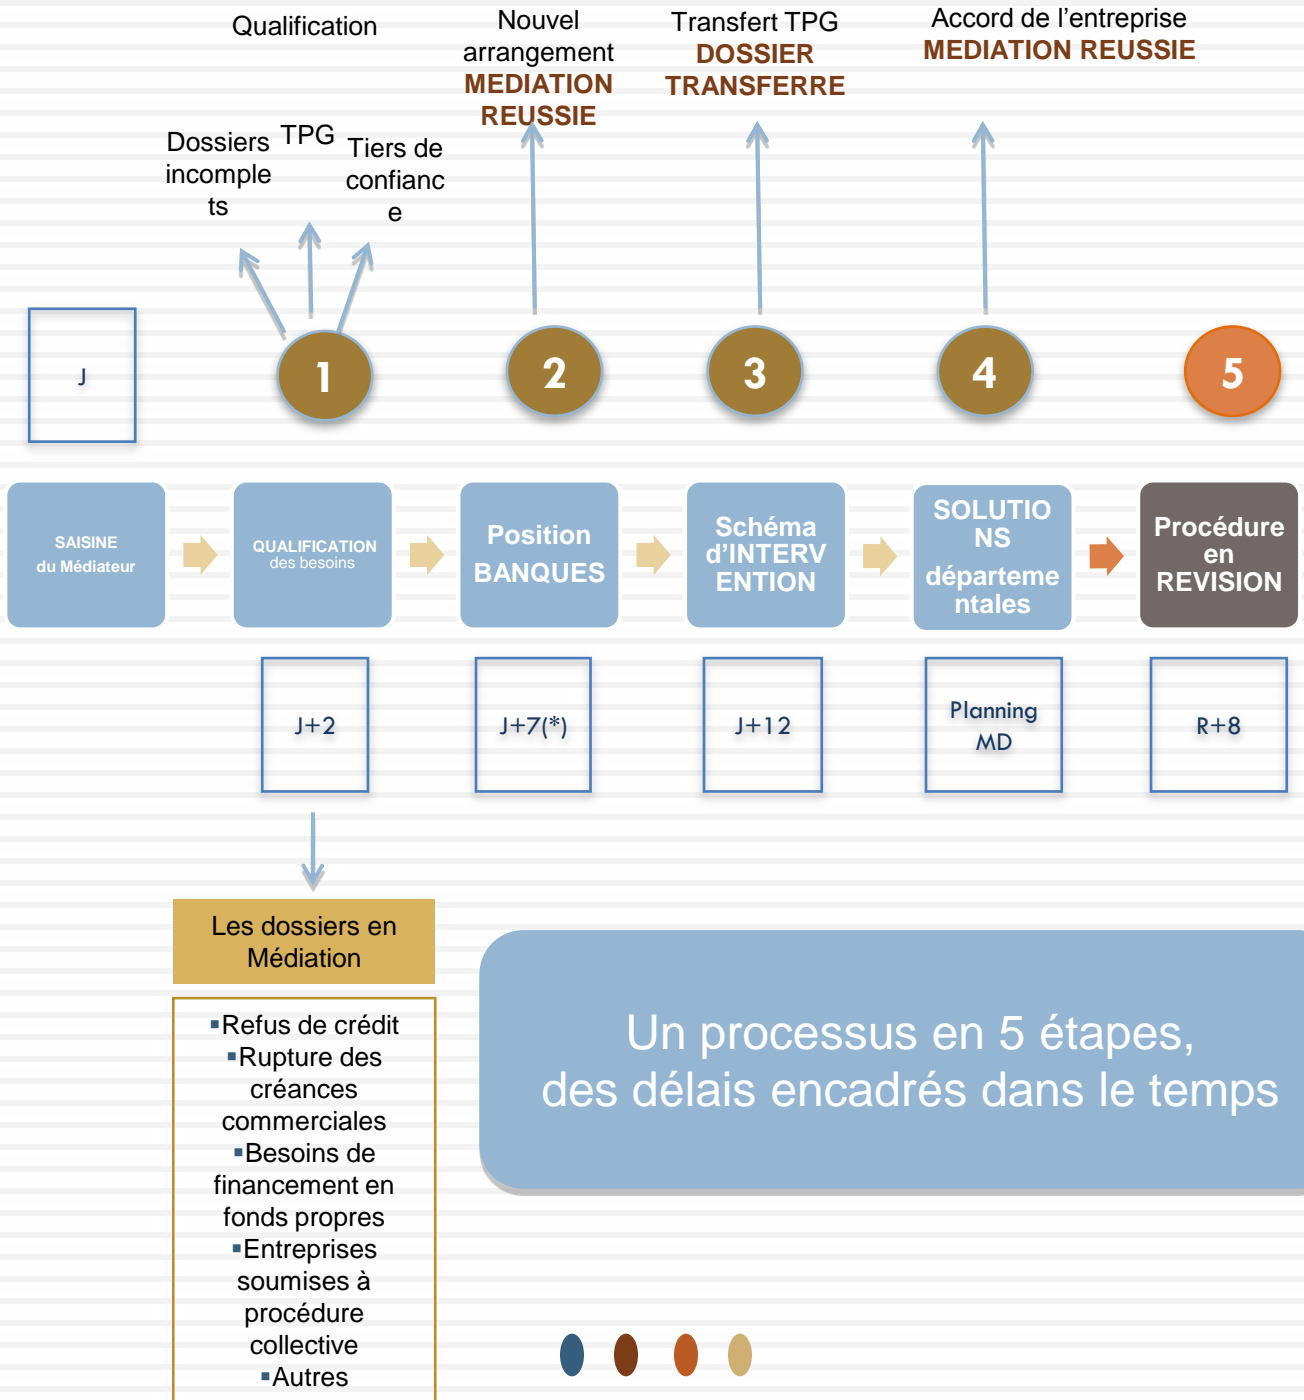 Qualification
Nouvel
arrangement
MEDIATION
REUSSIE
Transfert TPG
DOSSIER
TRANSFERRE
Accord de l’entreprise
MEDIATION REUSSIE
Dossiers
incomple
ts
TPG
Tiers de
confianc
e
J
1
2
3
4
5
SAISINE
du Médiateur
QUALIFICATION
des besoins
Position
BANQUES
Schéma
d'INTERV
ENTION
SOLUTIO
NS
départeme
ntales
Procédure
en
REVISION
J+2
J+7(*)
J+12
Planning
MD
R+8
Les dossiers en
Médiation
▪Refus de crédit
▪Rupture des
créances
commerciales
▪Besoins de
financement en
fonds propres
▪Entreprises
soumises à
procédure
collective
▪Autres
Un processus en 5 étapes,
des délais encadrés dans le temps